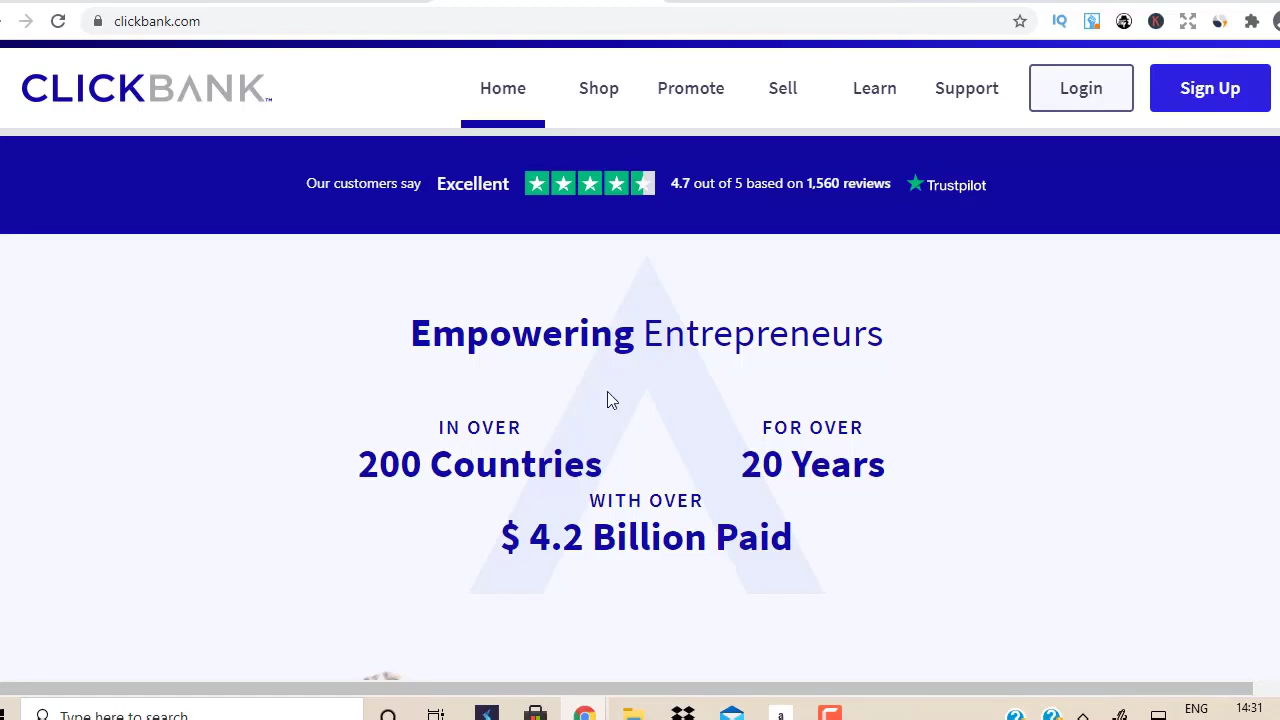 clickbank.com
IQ
K
CLICKBANK™
Home Shop Promote Sell Learn Support Login Sign Up
Our customers say Excellent 4.7 out of 5 based on 1,560 reviews Trustpilot
Empowering Entrepreneurs
IN OVER FOR OVER
200 Countries 20 Years
WITH OVER
$ 4.2 Billion Paid
Type here to search
a
ENG 14:31